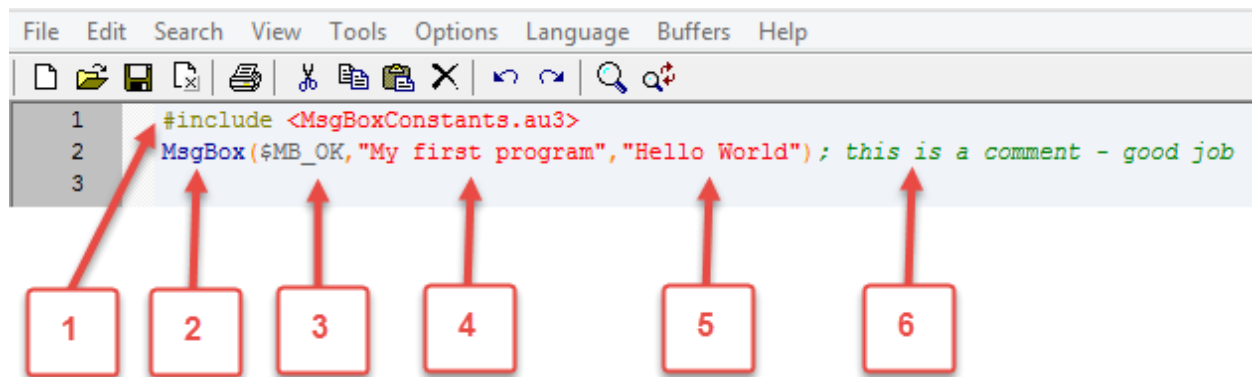 File Edit Search View Tools Options Language Buffers Help
1 #include <MsgBoxConstants.au3>
2 MsgBox($MB_OK,"My first program","Hello World"); this is a comment - good job
3
1 2 3 4 5 6